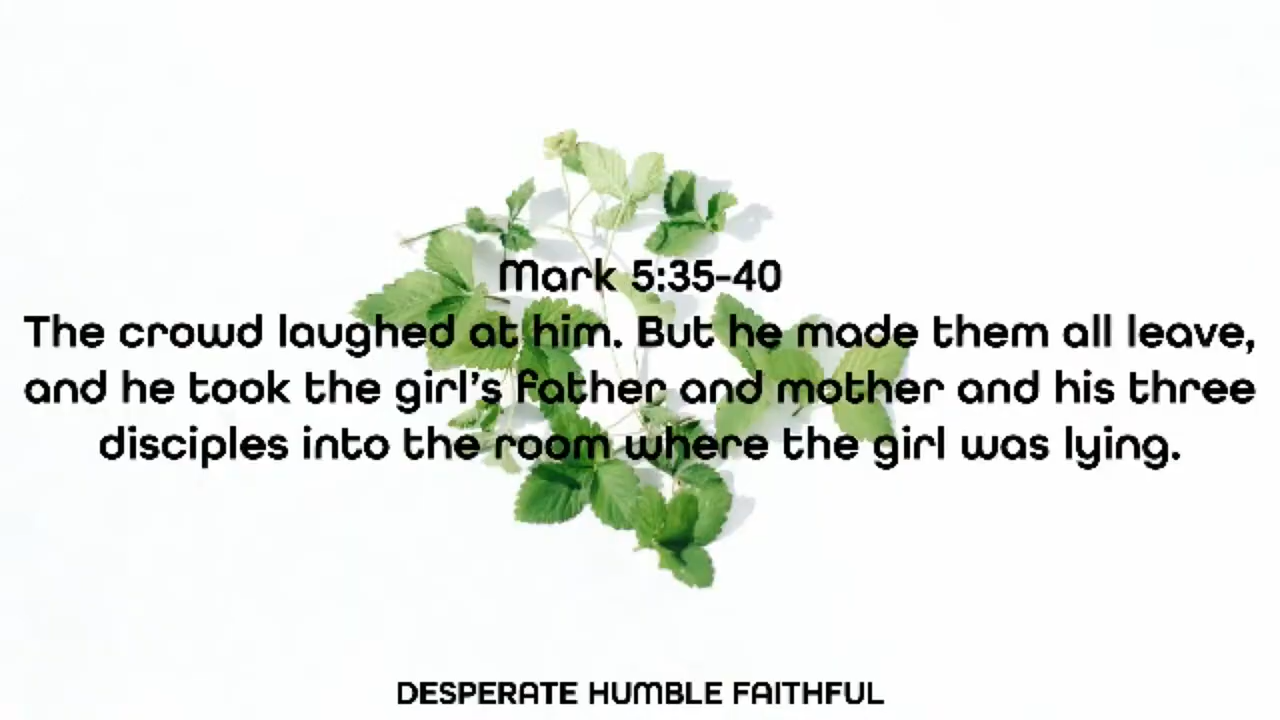 Mark 5:35-40
The crowd laughed at him. But he made them all leave,
and he took the girl's father and mother and his three
disciples into the room where the girl was lying.
DESPERATE HUMBLE FAITHFUL